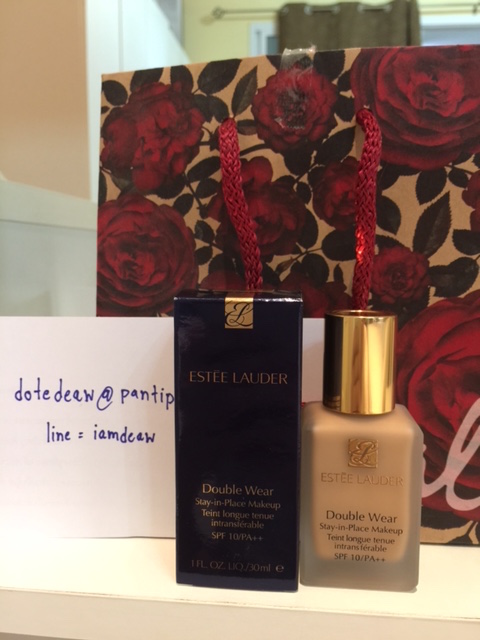 dotedeaw@pantip
line = iamdeaw
ESTĒE LAUDER
Double Wear
Stay-in-Place Makeup
Teint longue tenue
intransférable
SPF 10/PA++
1 FL. OZ. LIQ./30ml e
ESTĒE LAUDER
Double Wear
Stay-in-Place Makeup
Teint longue tenue
intransférable
SPF 10/PA++